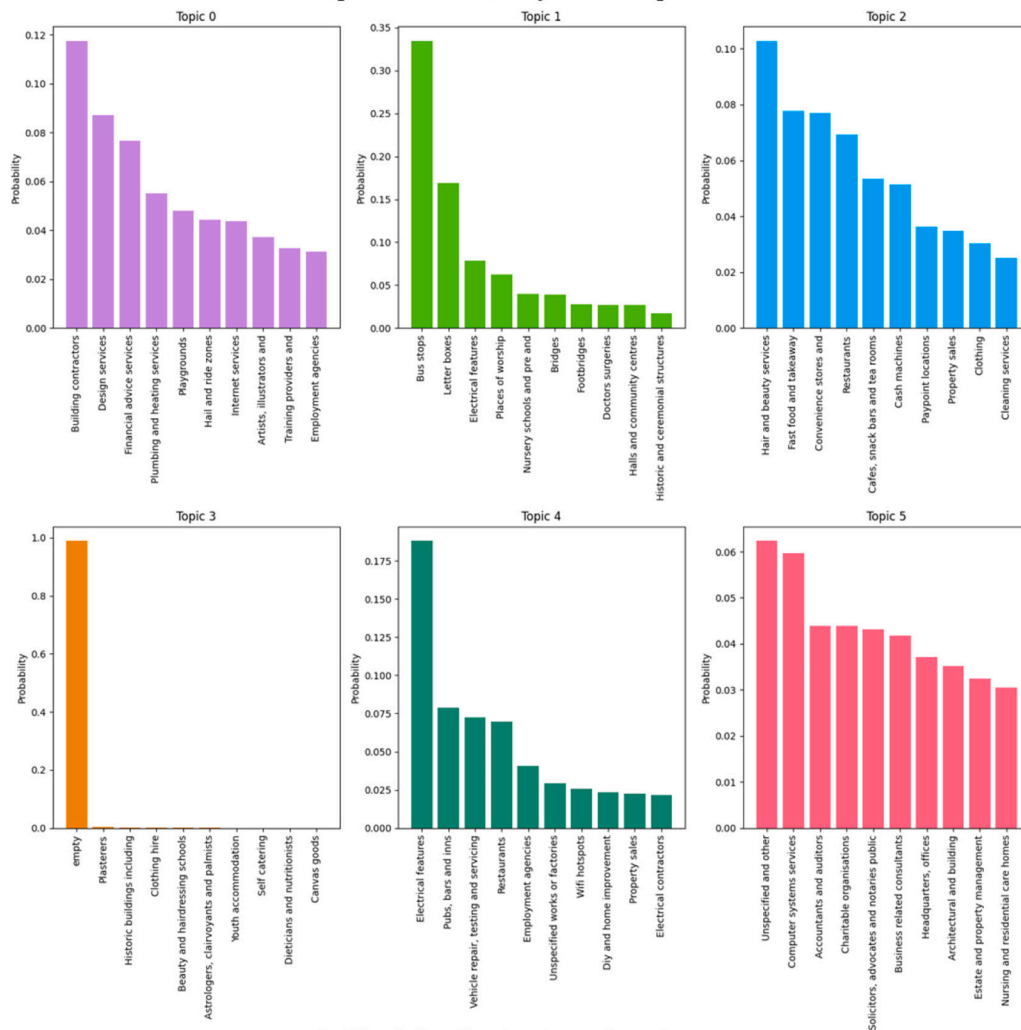 Topic 0
Topic 1
Topic 2
0.12
0.10
0.08
0.06
0.04
0.02
0.00
Probability
Building contractors
Design services
Financial advice services
Plumbing and heating services
Playgrounds
Hail and ride zones
Internet services
Artists, illustrators and
Training providers and
Employment agencies
0.35
0.30
0.25
0.20
0.15
0.10
0.05
0.00
Probability
Bus stops
Letter boxes
Electrical features
Places of worship
Nursery schools and pre and
Bridges
Footbridges
Doctors surgeries
Halls and community centres
Historic and ceremonial structures
0.10
0.08
0.06
0.04
0.02
0.00
Probability
Hair and beauty services
Fast food and takeaway
Convenience stores and
Restaurants
Cafes, snack bars and tea rooms
Cash machines
Paypoint locations
Property sales
Clothing
Cleaning services
Topic 3
Topic 4
Topic 5
1.0
0.8
0.6
0.4
0.2
0.0
Probability
empty
Plasterers
Historic buildings including
Clothing hire
Beauty and hairdressing schools
Astrologers, clairvoyants and palmists
Youth accommodation
Self catering
Dieticians and nutritionists
Canvas goods
0.175
0.150
0.125
0.100
0.075
0.050
0.025
0.000
Probability
Electrical features
Pubs, bars and inns
Vehicle repair, testing and servicing
Restaurants
Employment agencies
Unspecified works or factories
Wifi hotspots
Diy and home improvement
Property sales
Electrical contractors
0.06
0.05
0.04
0.03
0.02
0.01
0.00
Probability
Unspecified and other
Computer systems services
Accountants and auditors
Charitable organisations
Solicitors, advocates and notaries public
Business related consultants
Headquarters, offices
Architectural and building
Estate and property management
Nursing and residential care homes